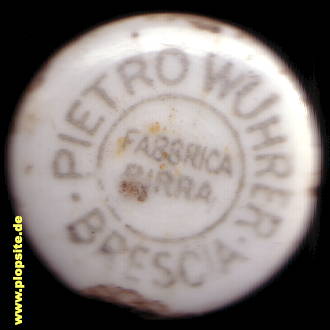 PIETRO WÜHRER
FABBRICA
BIRRA
· BRESCIA ·
www.plopsite.de